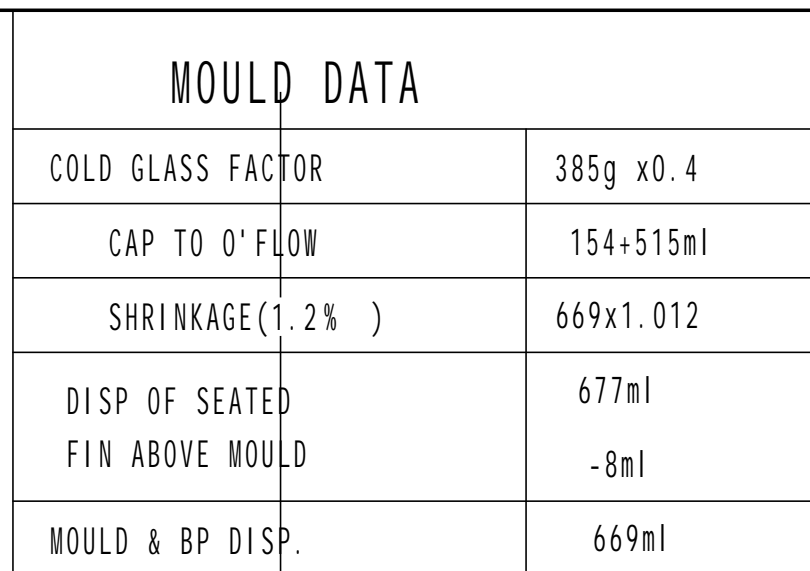 MOULD DATA
COLD GLASS FACTOR 385g x0.4
CAP TO O'FLOW 154+515ml
SHRINKAGE(1.2% ) 669x1.012
DISP OF SEATED 677ml
FIN ABOVE MOULD -8ml
MOULD & BP DISP. 669ml